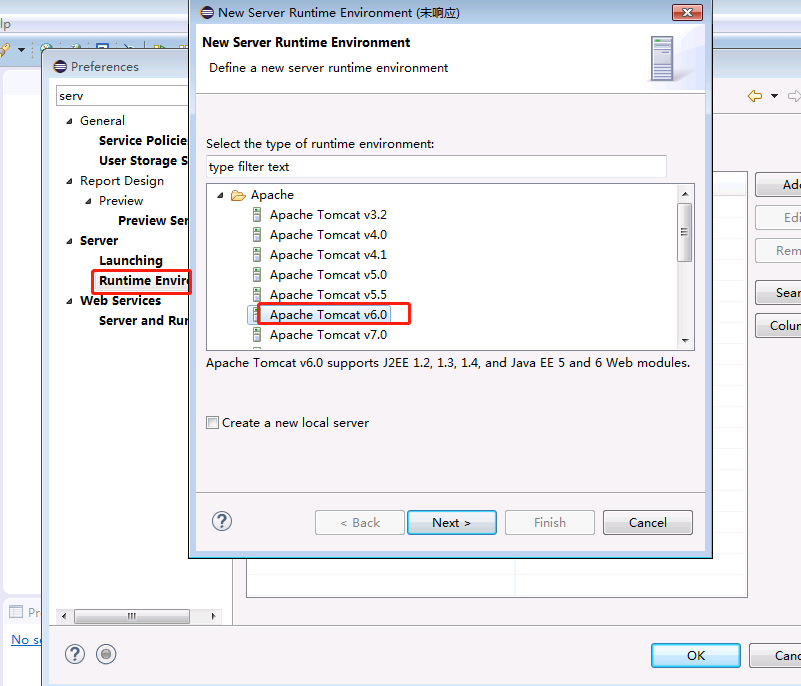 lp
New Server Runtime Environment (未响应)
New Server Runtime Environment
Define a new server runtime environment
Preferences
serv
General
Service Policie
User Storage S
Report Design
Preview
Preview Ser
Server
Launching
Runtime Enviro
Web Services
Server and Run
Select the type of runtime environment:
type filter text
Apache
Apache Tomcat v3.2
Apache Tomcat v4.0
Apache Tomcat v4.1
Apache Tomcat v5.0
Apache Tomcat v5.5
Apache Tomcat v6.0
Apache Tomcat v7.0
Apache Tomcat v6.0 supports J2EE 1.2, 1.3, 1.4, and Java EE 5 and 6 Web modules.
Create a new local server
< Back
Next >
Finish
Cancel
Add
Edi
Rem
Sear
Colum
Pr
No se
OK
Canc